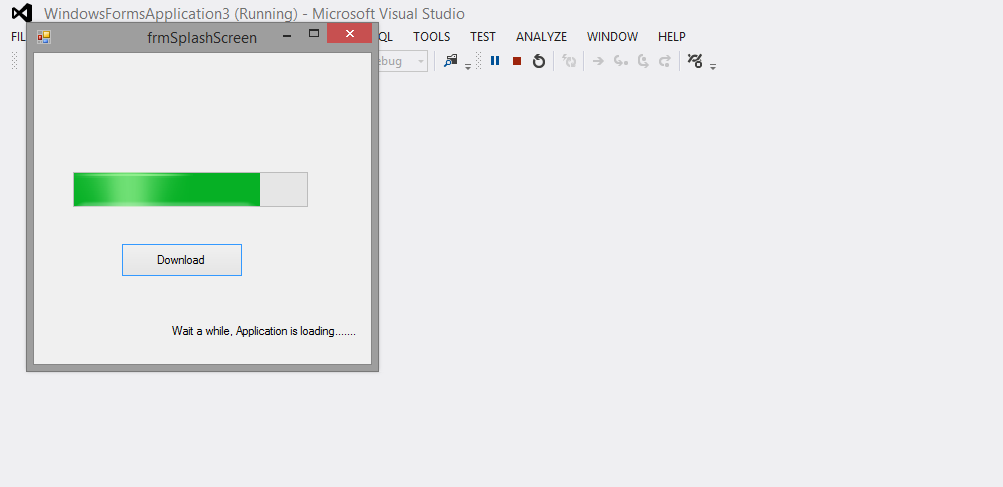 WindowsFormsApplication3 (Running) - Microsoft Visual Studio
FIL QL TOOLS TEST ANALYZE WINDOW HELP
frmSplashScreen
ebug
Download
Wait a while, Application is loading.......